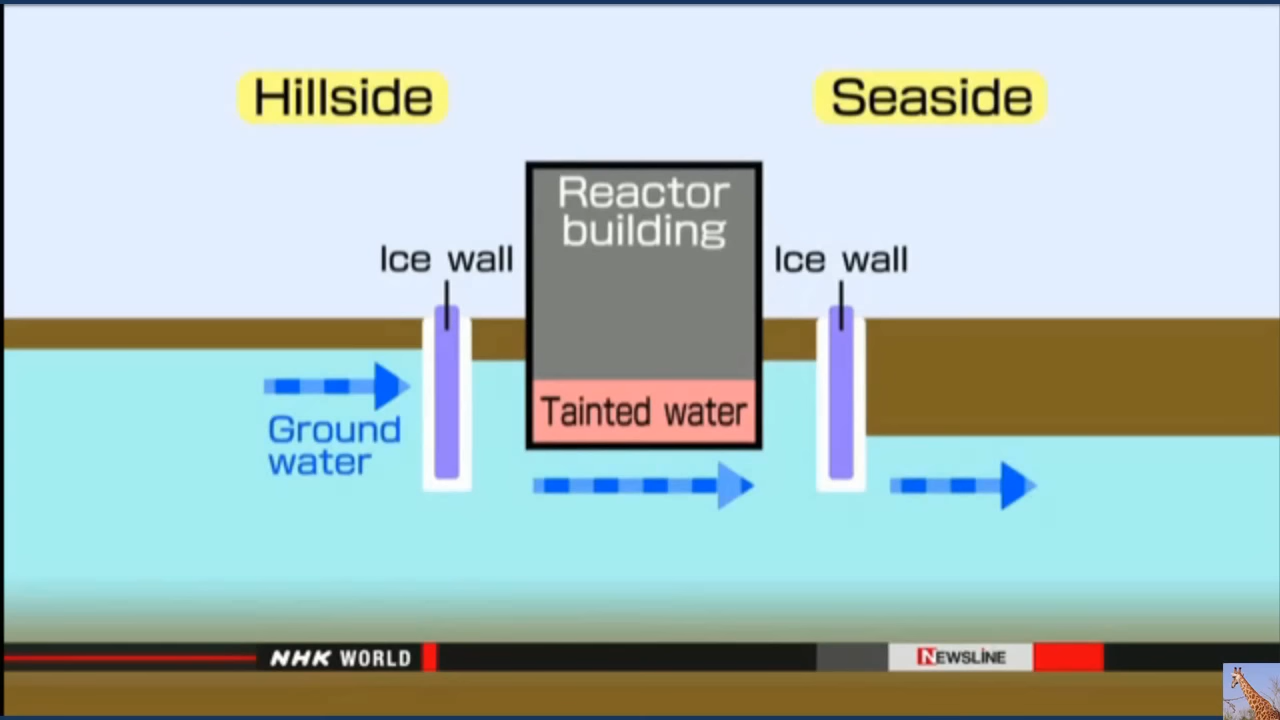 Hillside
Seaside
Reactor
building
Ice wall
Ice wall
Tainted water
Ground
water
NHK WORLD
NEWSLINE